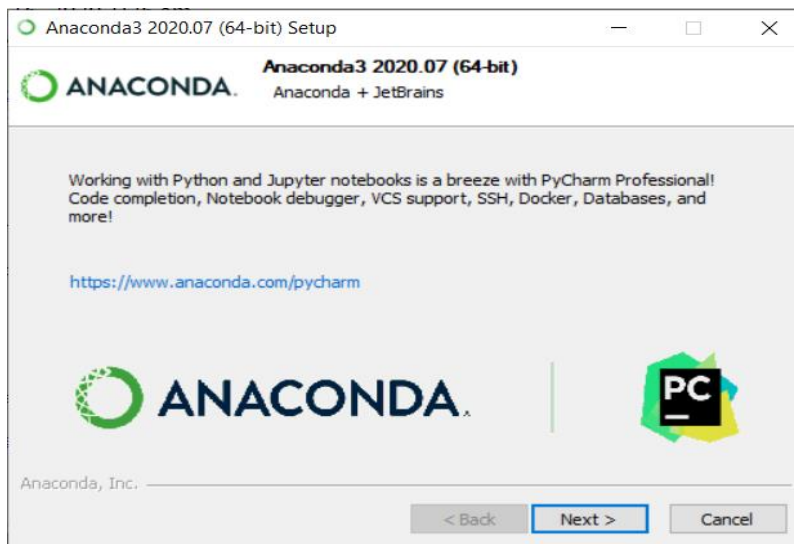 Anaconda3 2020.07 (64-bit) Setup
ANACONDA.
Anaconda3 2020.07 (64-bit)
Anaconda + JetBrains
Working with Python and Jupyter notebooks is a breeze with PyCharm Professional!
Code completion, Notebook debugger, VCS support, SSH, Docker, Databases, and
more!
https://www.anaconda.com/pycharm
ANACONDA.
PC
Anaconda, Inc.
< Back
Next >
Cancel